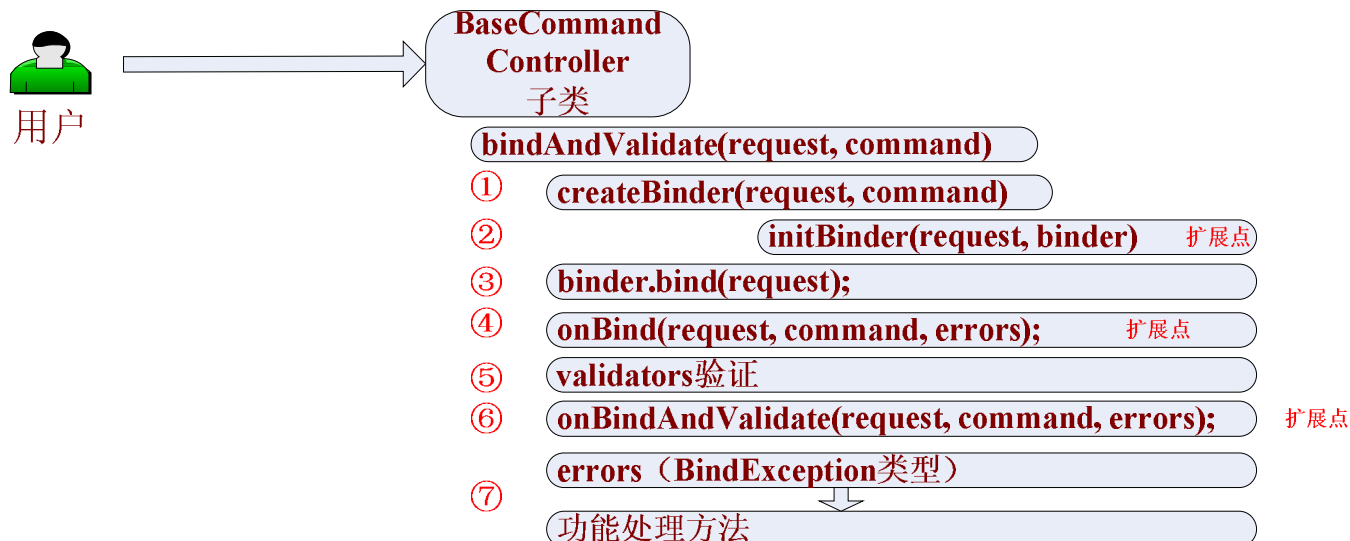 BaseCommand
Controller
子类
用户
bindAndValidate(request, command)
① createBinder(request, command)
② initBinder(request, binder) 扩展点
③ binder.bind(request);
④ onBind(request, command, errors); 扩展点
⑤ validators验证
⑥ onBindAndValidate(request, command, errors); 扩展点
errors（BindException类型）
⑦
功能处理方法